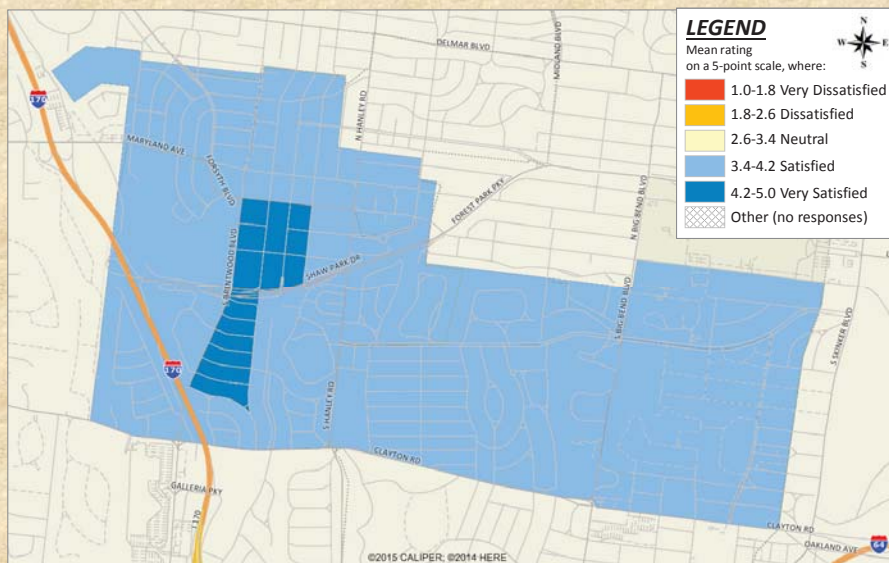 LEGEND
N
W E
S
Mean rating
on a 5-point scale, where:
1.0-1.8 Very Dissatisfied
1.8-2.6 Dissatisfied
2.6-3.4 Neutral
3.4-4.2 Satisfied
4.2-5.0 Very Satisfied
Other (no responses)
DELMAR BLVD
MIDLAND BLVD
170
N HANLEY RD
MARYLAND AVE
FORSYTH BLVD
FOREST PARK PKY
N BIG BEND BLVD
S BRENTWOOD BLVD
SHAW PARK DR
S BIG BEND BLVD
S SKINKER BLVD
170
S HANLEY RD
CLAYTON RD
GALLERIA PKY
I 170
CLAYTON RD
OAKLAND AVE
64
©2015 CALIPER; ©2014 HERE